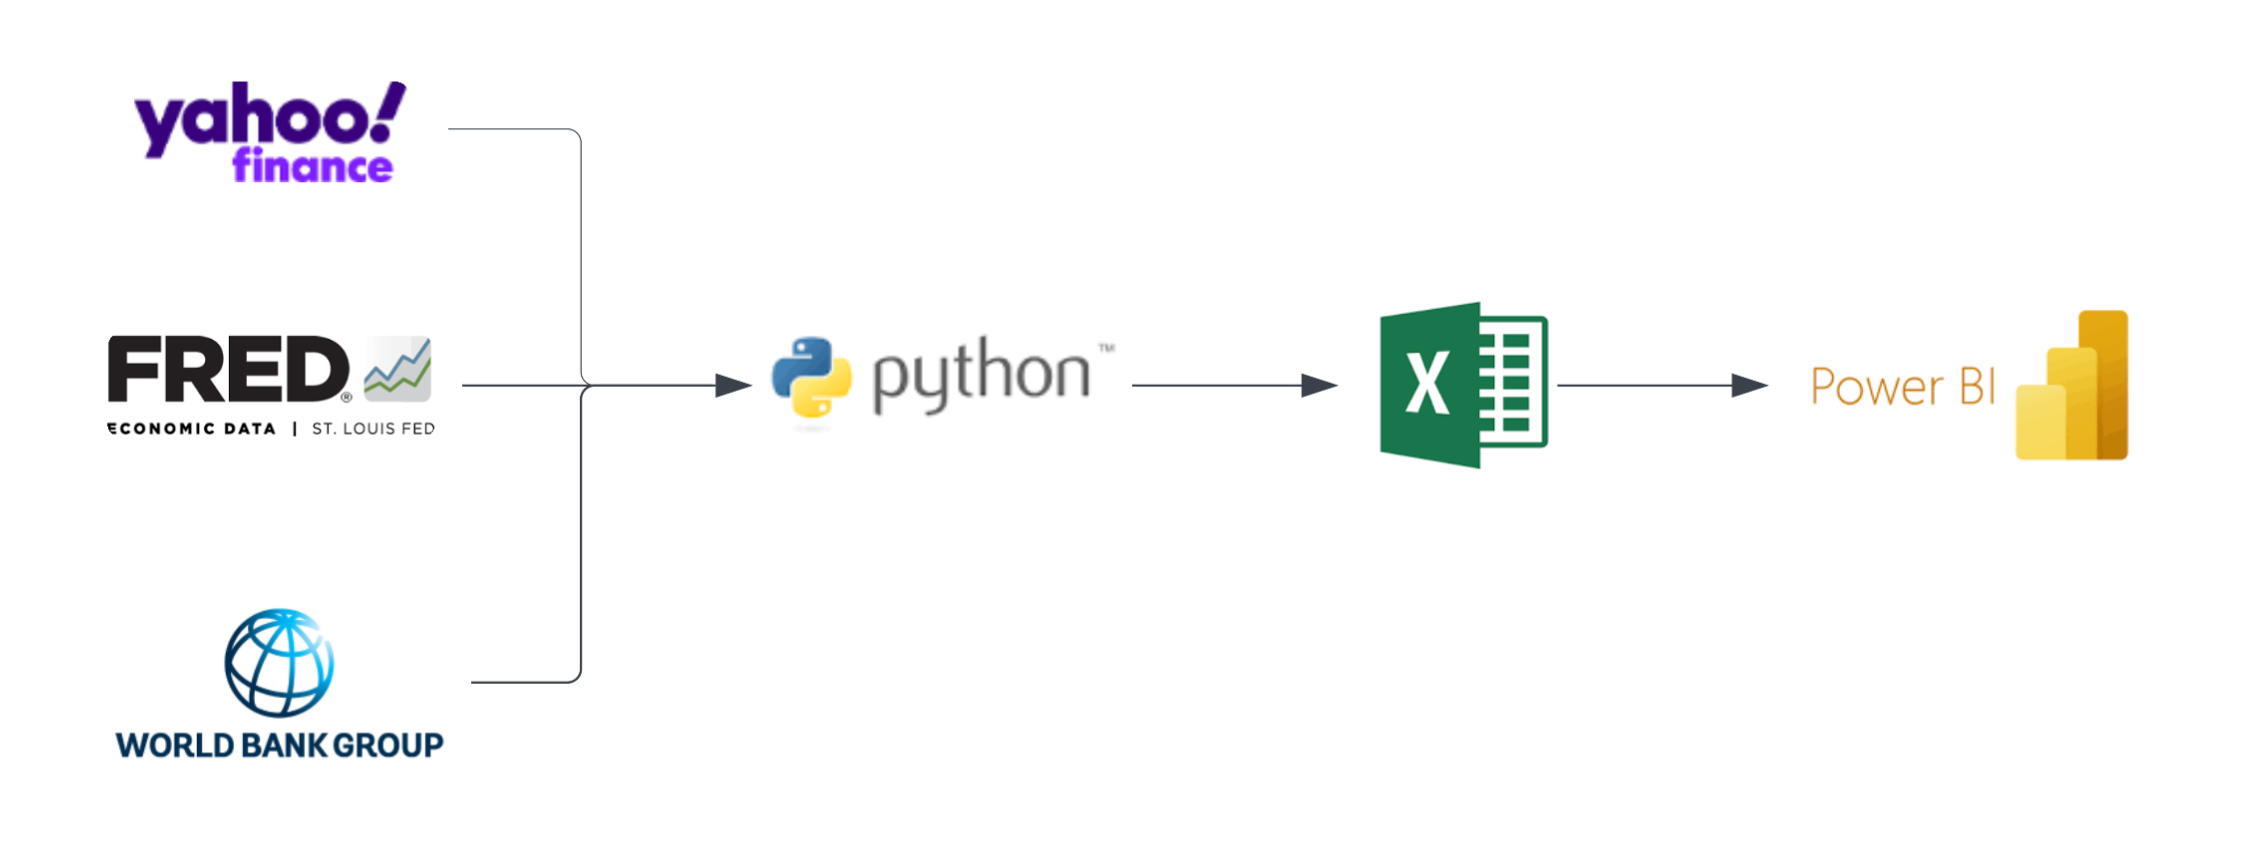 yahoo!
finance
FRED®
ECONOMIC DATA | ST. LOUIS FED
WORLD BANK GROUP
python™
X
Power BI